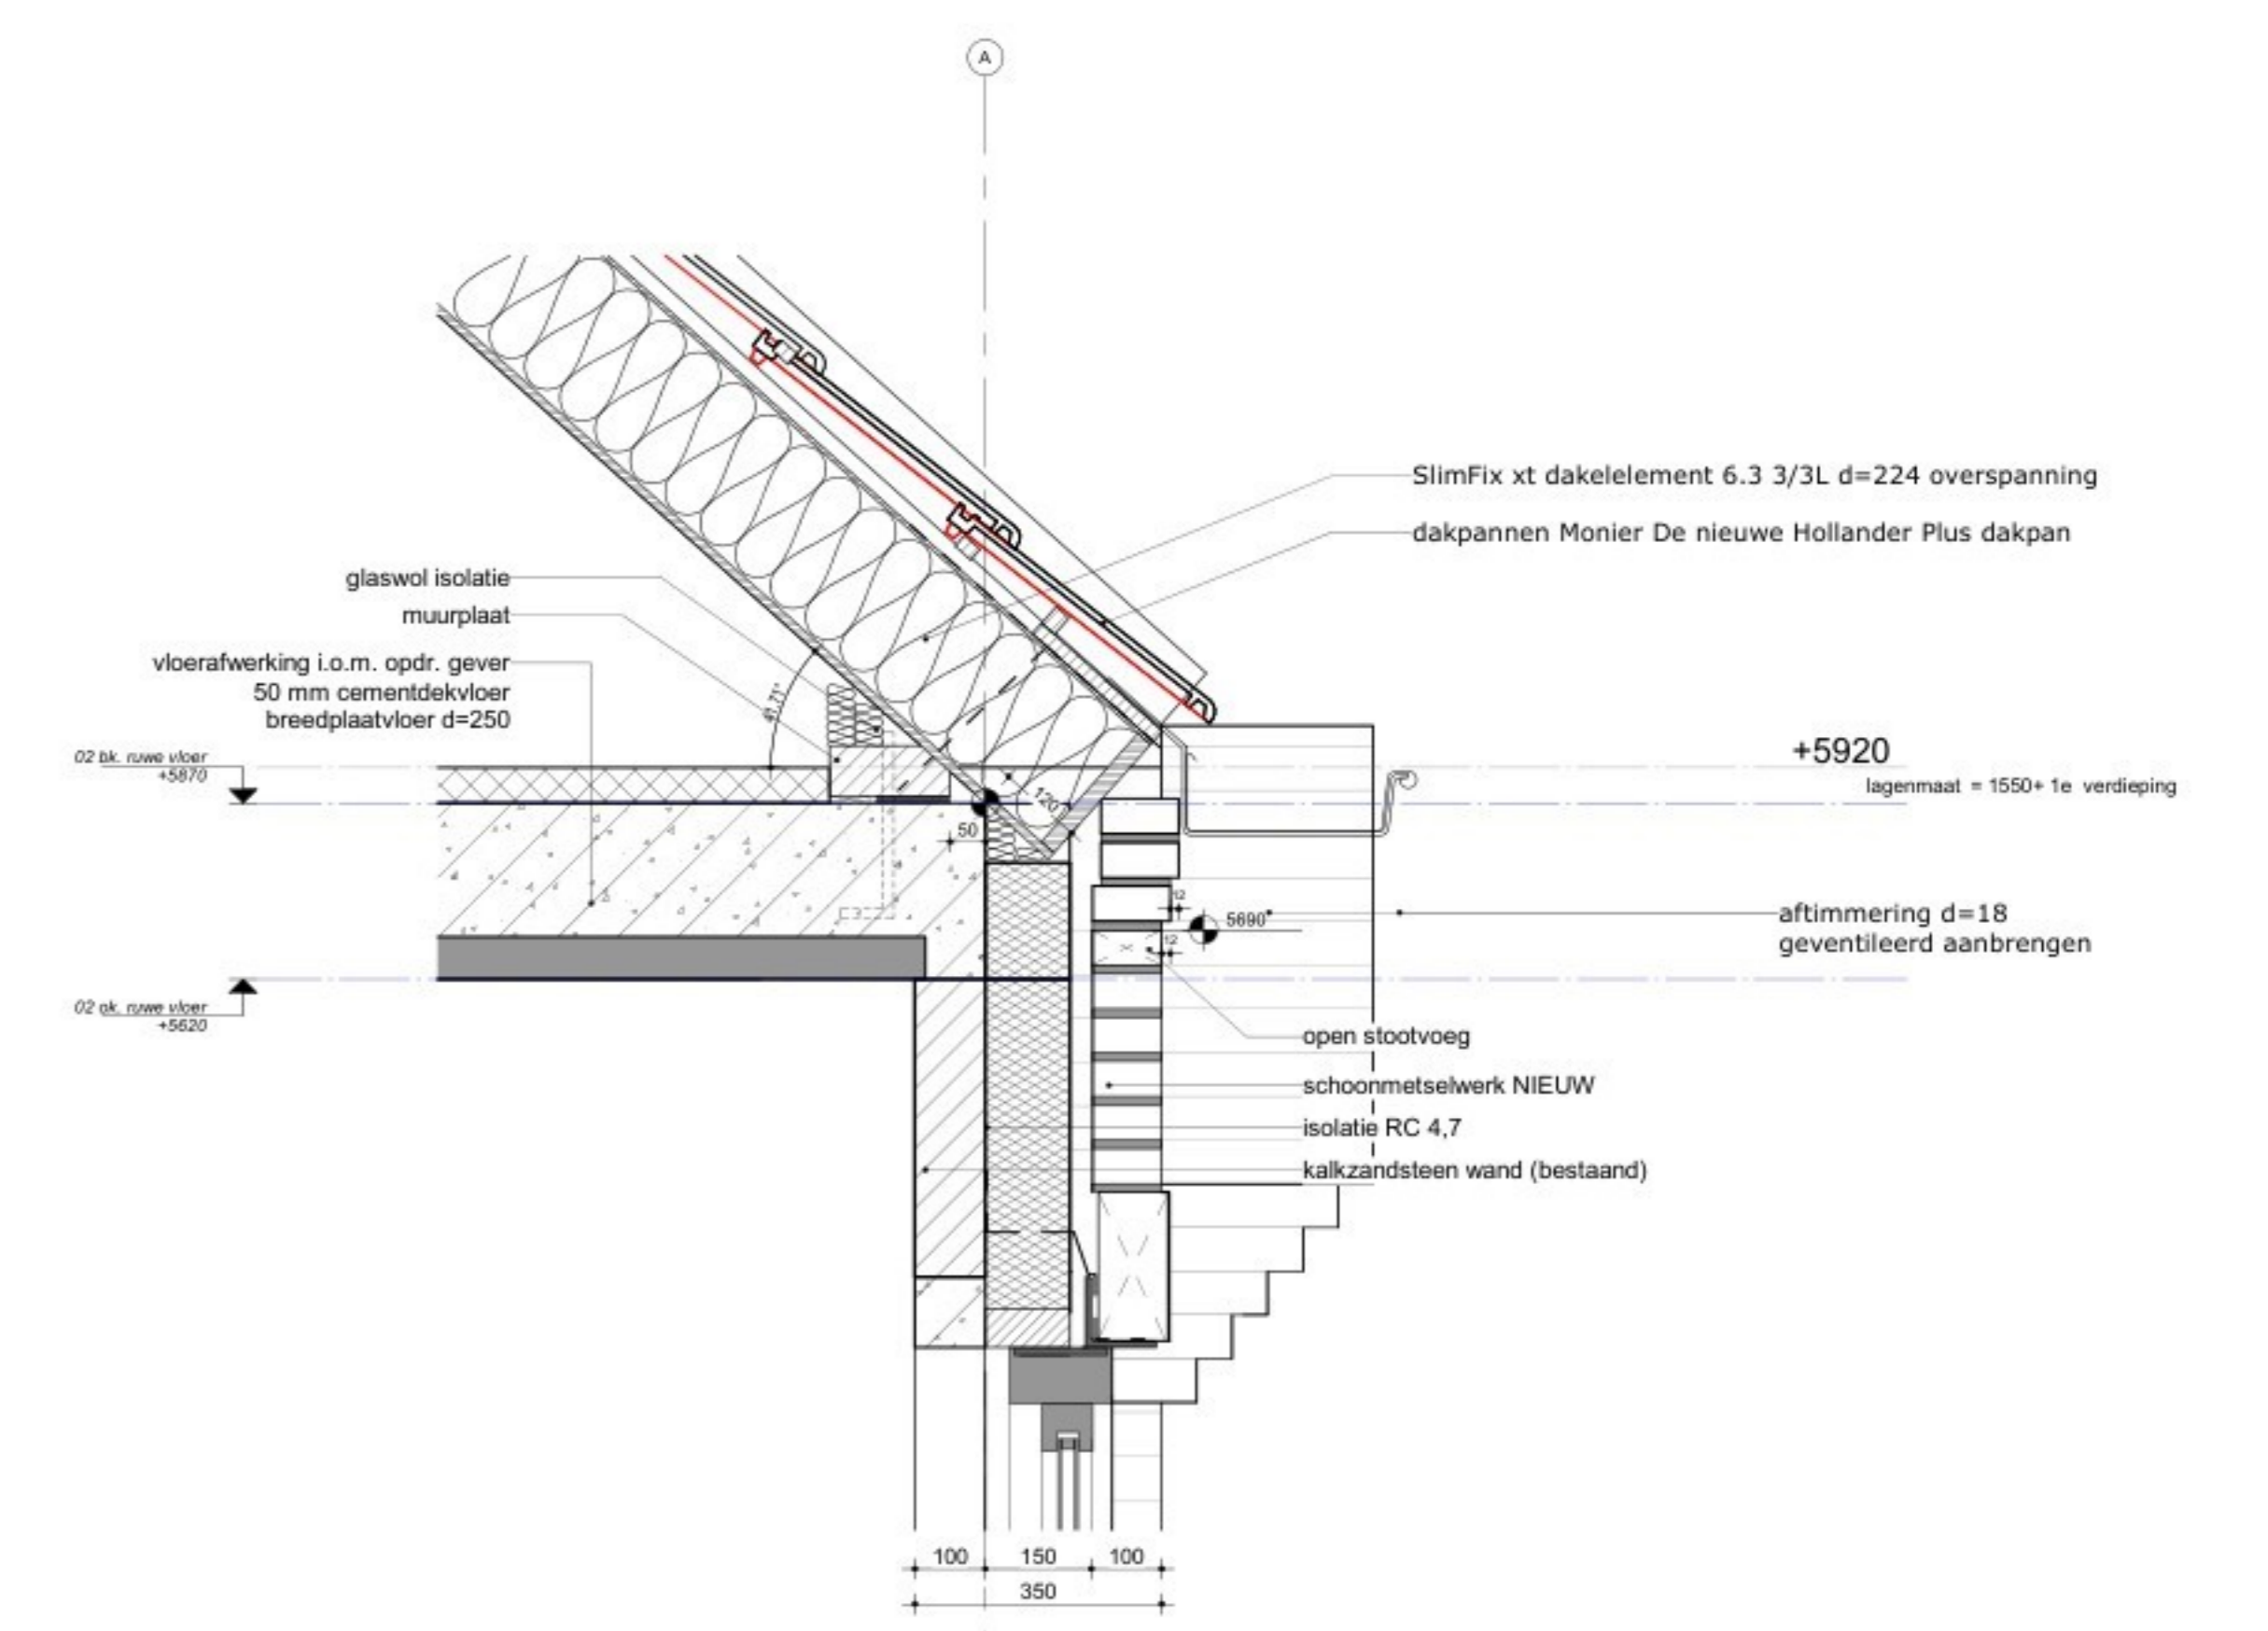 A
SlimFix xt dakelelement 6.3 3/3L d=224 overspanning
dakpannen Monier De nieuwe Hollander Plus dakpan
glaswol isolatie
muurplaat
vloerafwerking i.o.m. opdr. gever
50 mm cementdekvloer
breedplaatvloer d=250
41,71°
02 bk. ruwe vloer
+5870
+5920
lagenmaat = 1550+ 1e verdieping
120
50
12
5690
12
aftimmering d=18
geventileerd aanbrengen
02 ok. ruwe vloer
+5620
open stootvoeg
schoonmetselwerk NIEUW
isolatie RC 4,7
kalkzandsteen wand (bestaand)
100 150 100
350